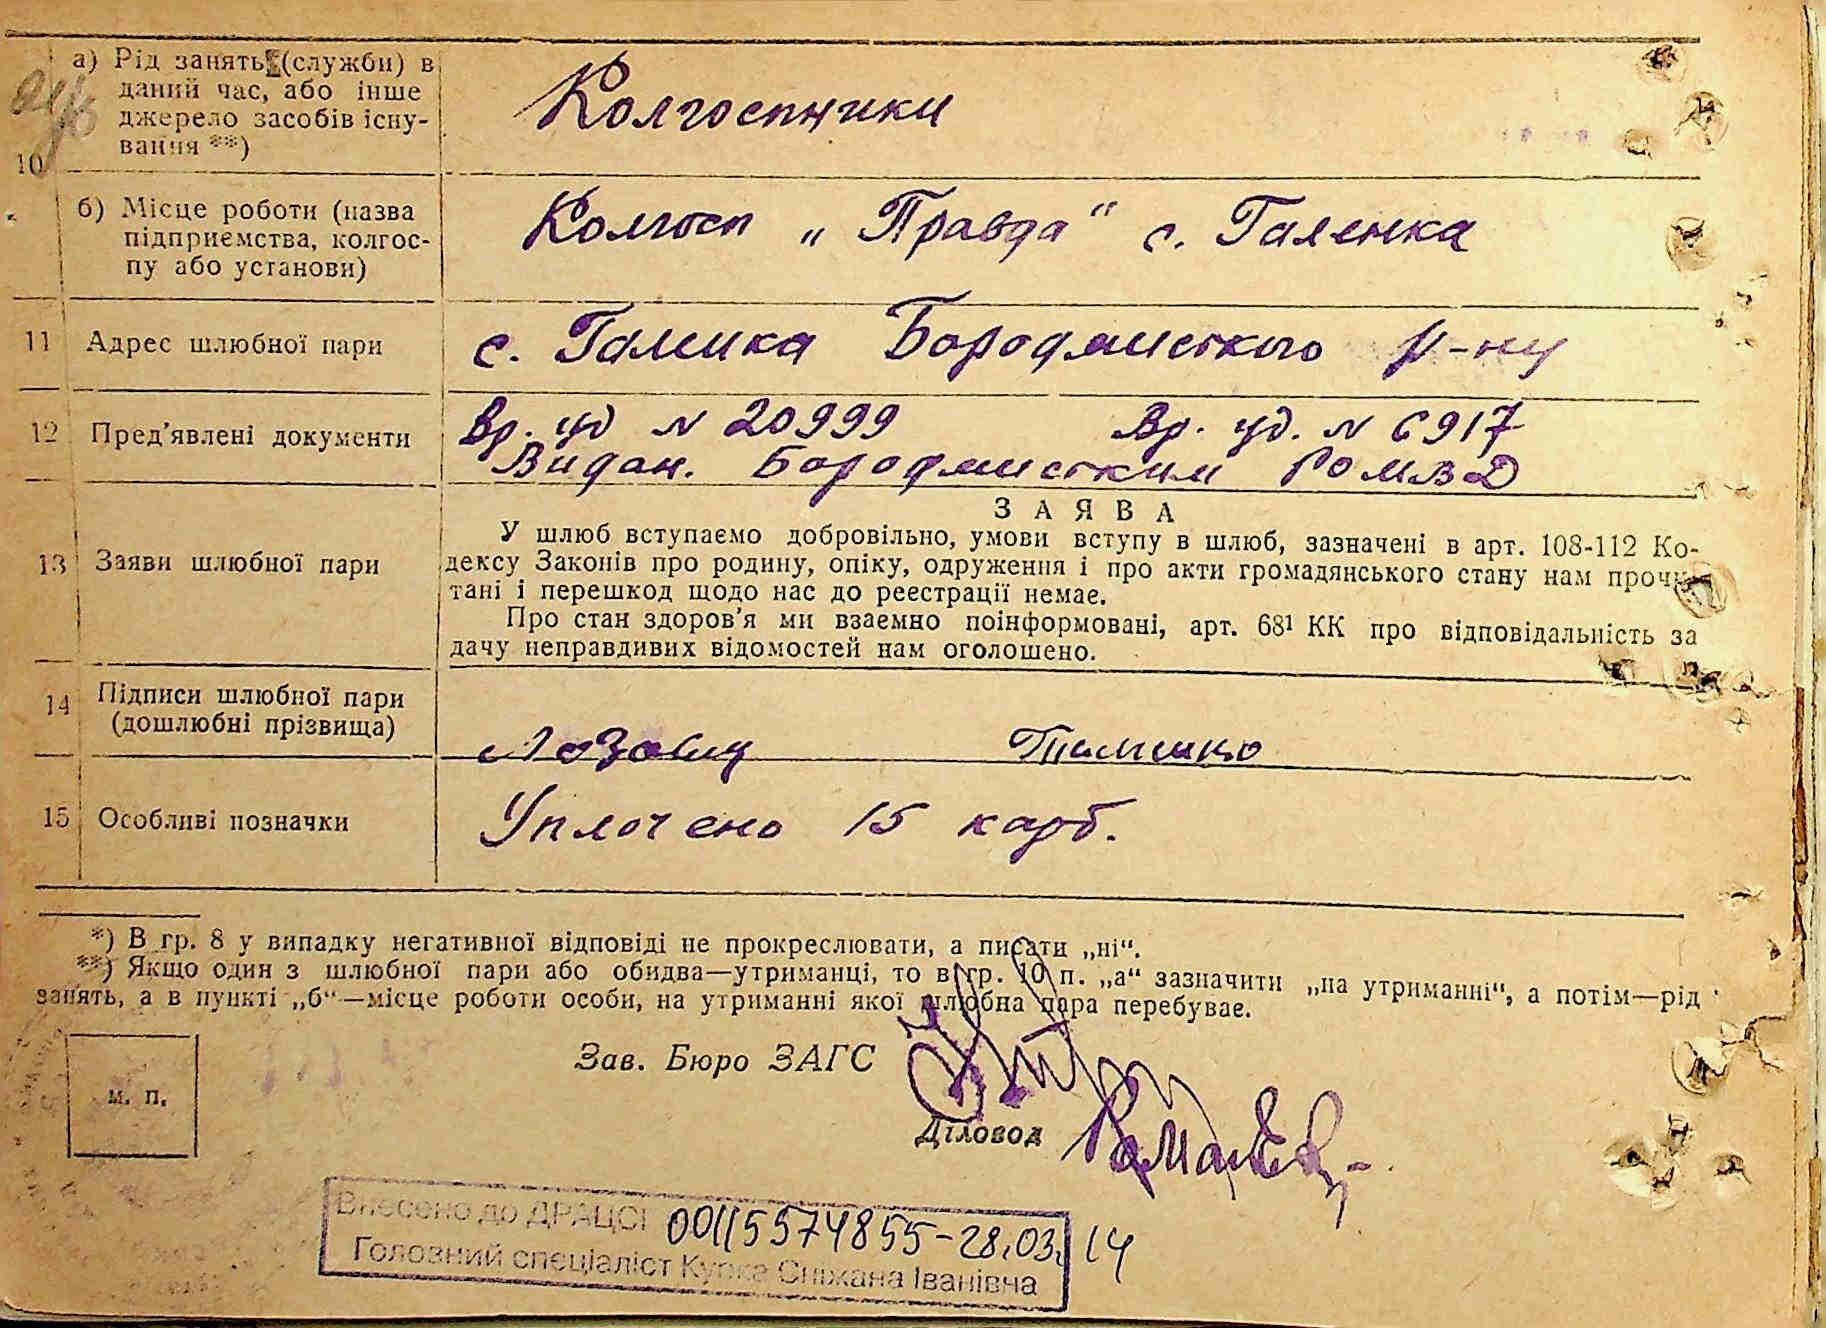 10
а) Рід занять (служби) в
даний час, або інше
джерело засобів існу-
вання **)
Колгоспники
б) Місце роботи (назва
підприємства, колгос-
пу або установи)
Колгосп „Правда“ с. Галенка
11 Адрес шлюбної пари
с. Галенка Бородянського р-ну
12 Пред'явлені документи
Вр. уд N 20999 Вр. уд. N 6917
Видан. Бородянським РОМВД
13 Заяви шлюбної пари
ЗАЯВА
У шлюб вступаємо добровільно, умови вступу в шлюб, зазначені в арт. 108-112 Ко-
дексу Законів про родину, опіку, одруження і про акти громадянського стану нам прочи-
тані і перешкод щодо нас до реєстрації немає.
Про стан здоров'я ми взаємно поінформовані, арт. 68¹ КК про відповідальність за
дачу неправдивих відомостей нам оголошено.
14 Підписи шлюбної пари
(дошлюбні прізвища)
15 Особливі позначки
Уплочено 15 карб.
*) В гр. 8 у випадку негативної відповіді не прокреслювати, а писати „ні“.
**) Якщо один з шлюбної пари або обидва—утриманці, то в гр. 10 п. „а“ зазначити „на утриманні“, а потім—рід
занять, а в пункті „б“—місце роботи особи, на утриманні якої шлюбна пара перебуває.
м. п.
Зав. Бюро ЗАГС
Діловод
Внесено до ДРАЦСГ 00115574855-28.03.14
Головний спеціаліст Купка Сніжана Іванівна